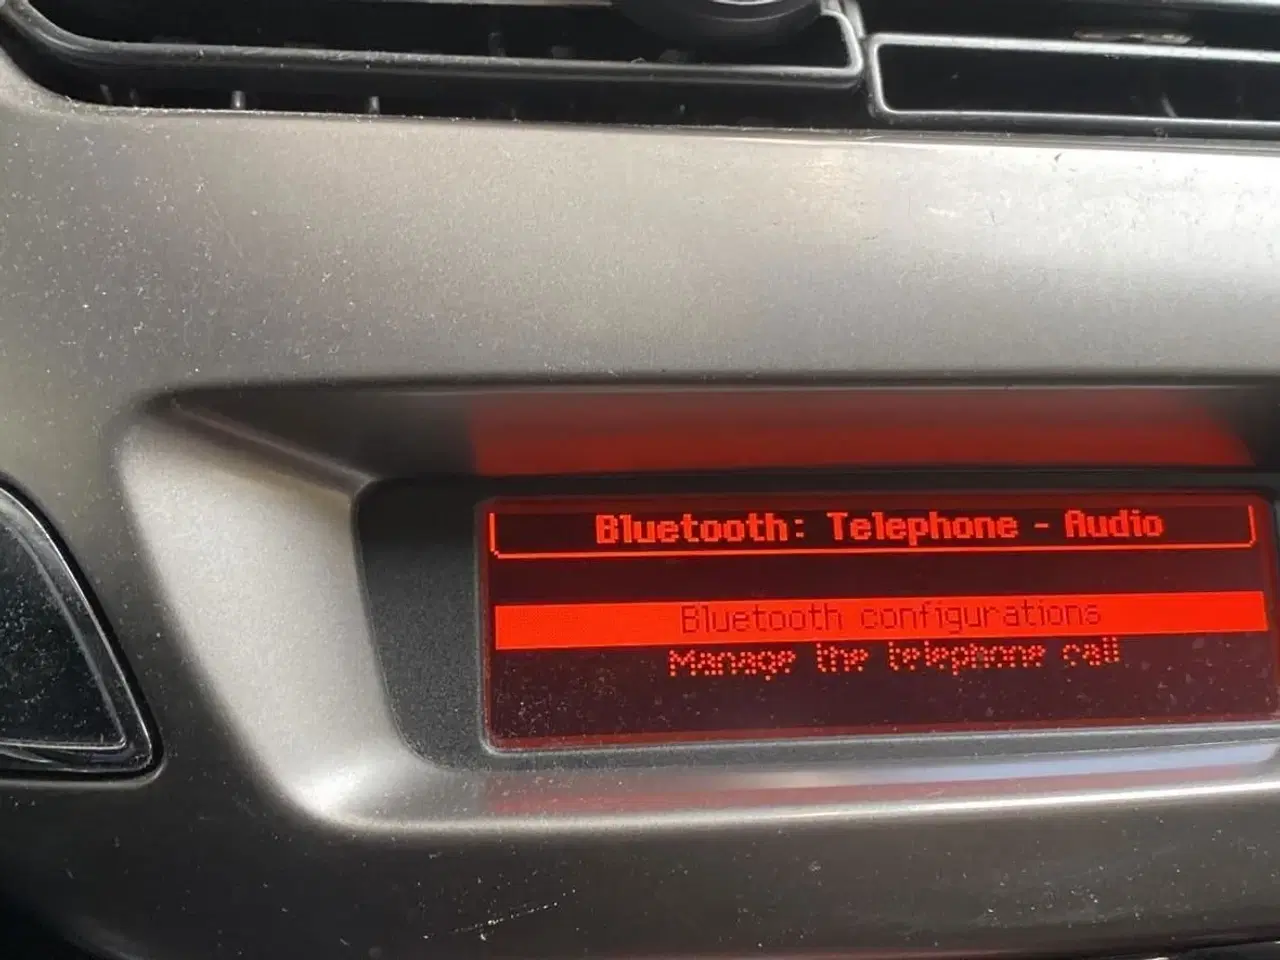 Bluetooth: Telephone - Audio
Bluetooth configurations
Manage the telephone call